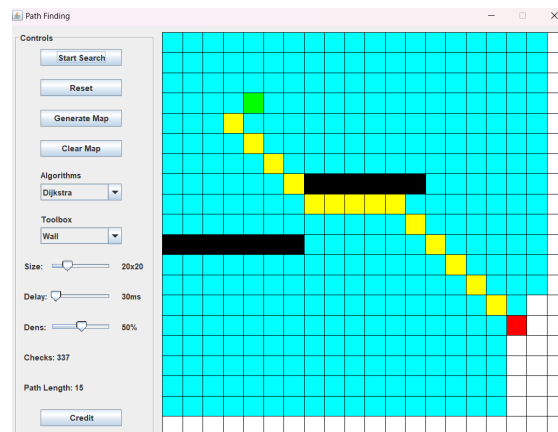 Path Finding
Controls
Start Search
Reset
Generate Map
Clear Map
Algorithms
Dijkstra
Toolbox
Wall
Size: 20x20
Delay: 30ms
Dens: 50%
Checks: 337
Path Length: 15
Credit